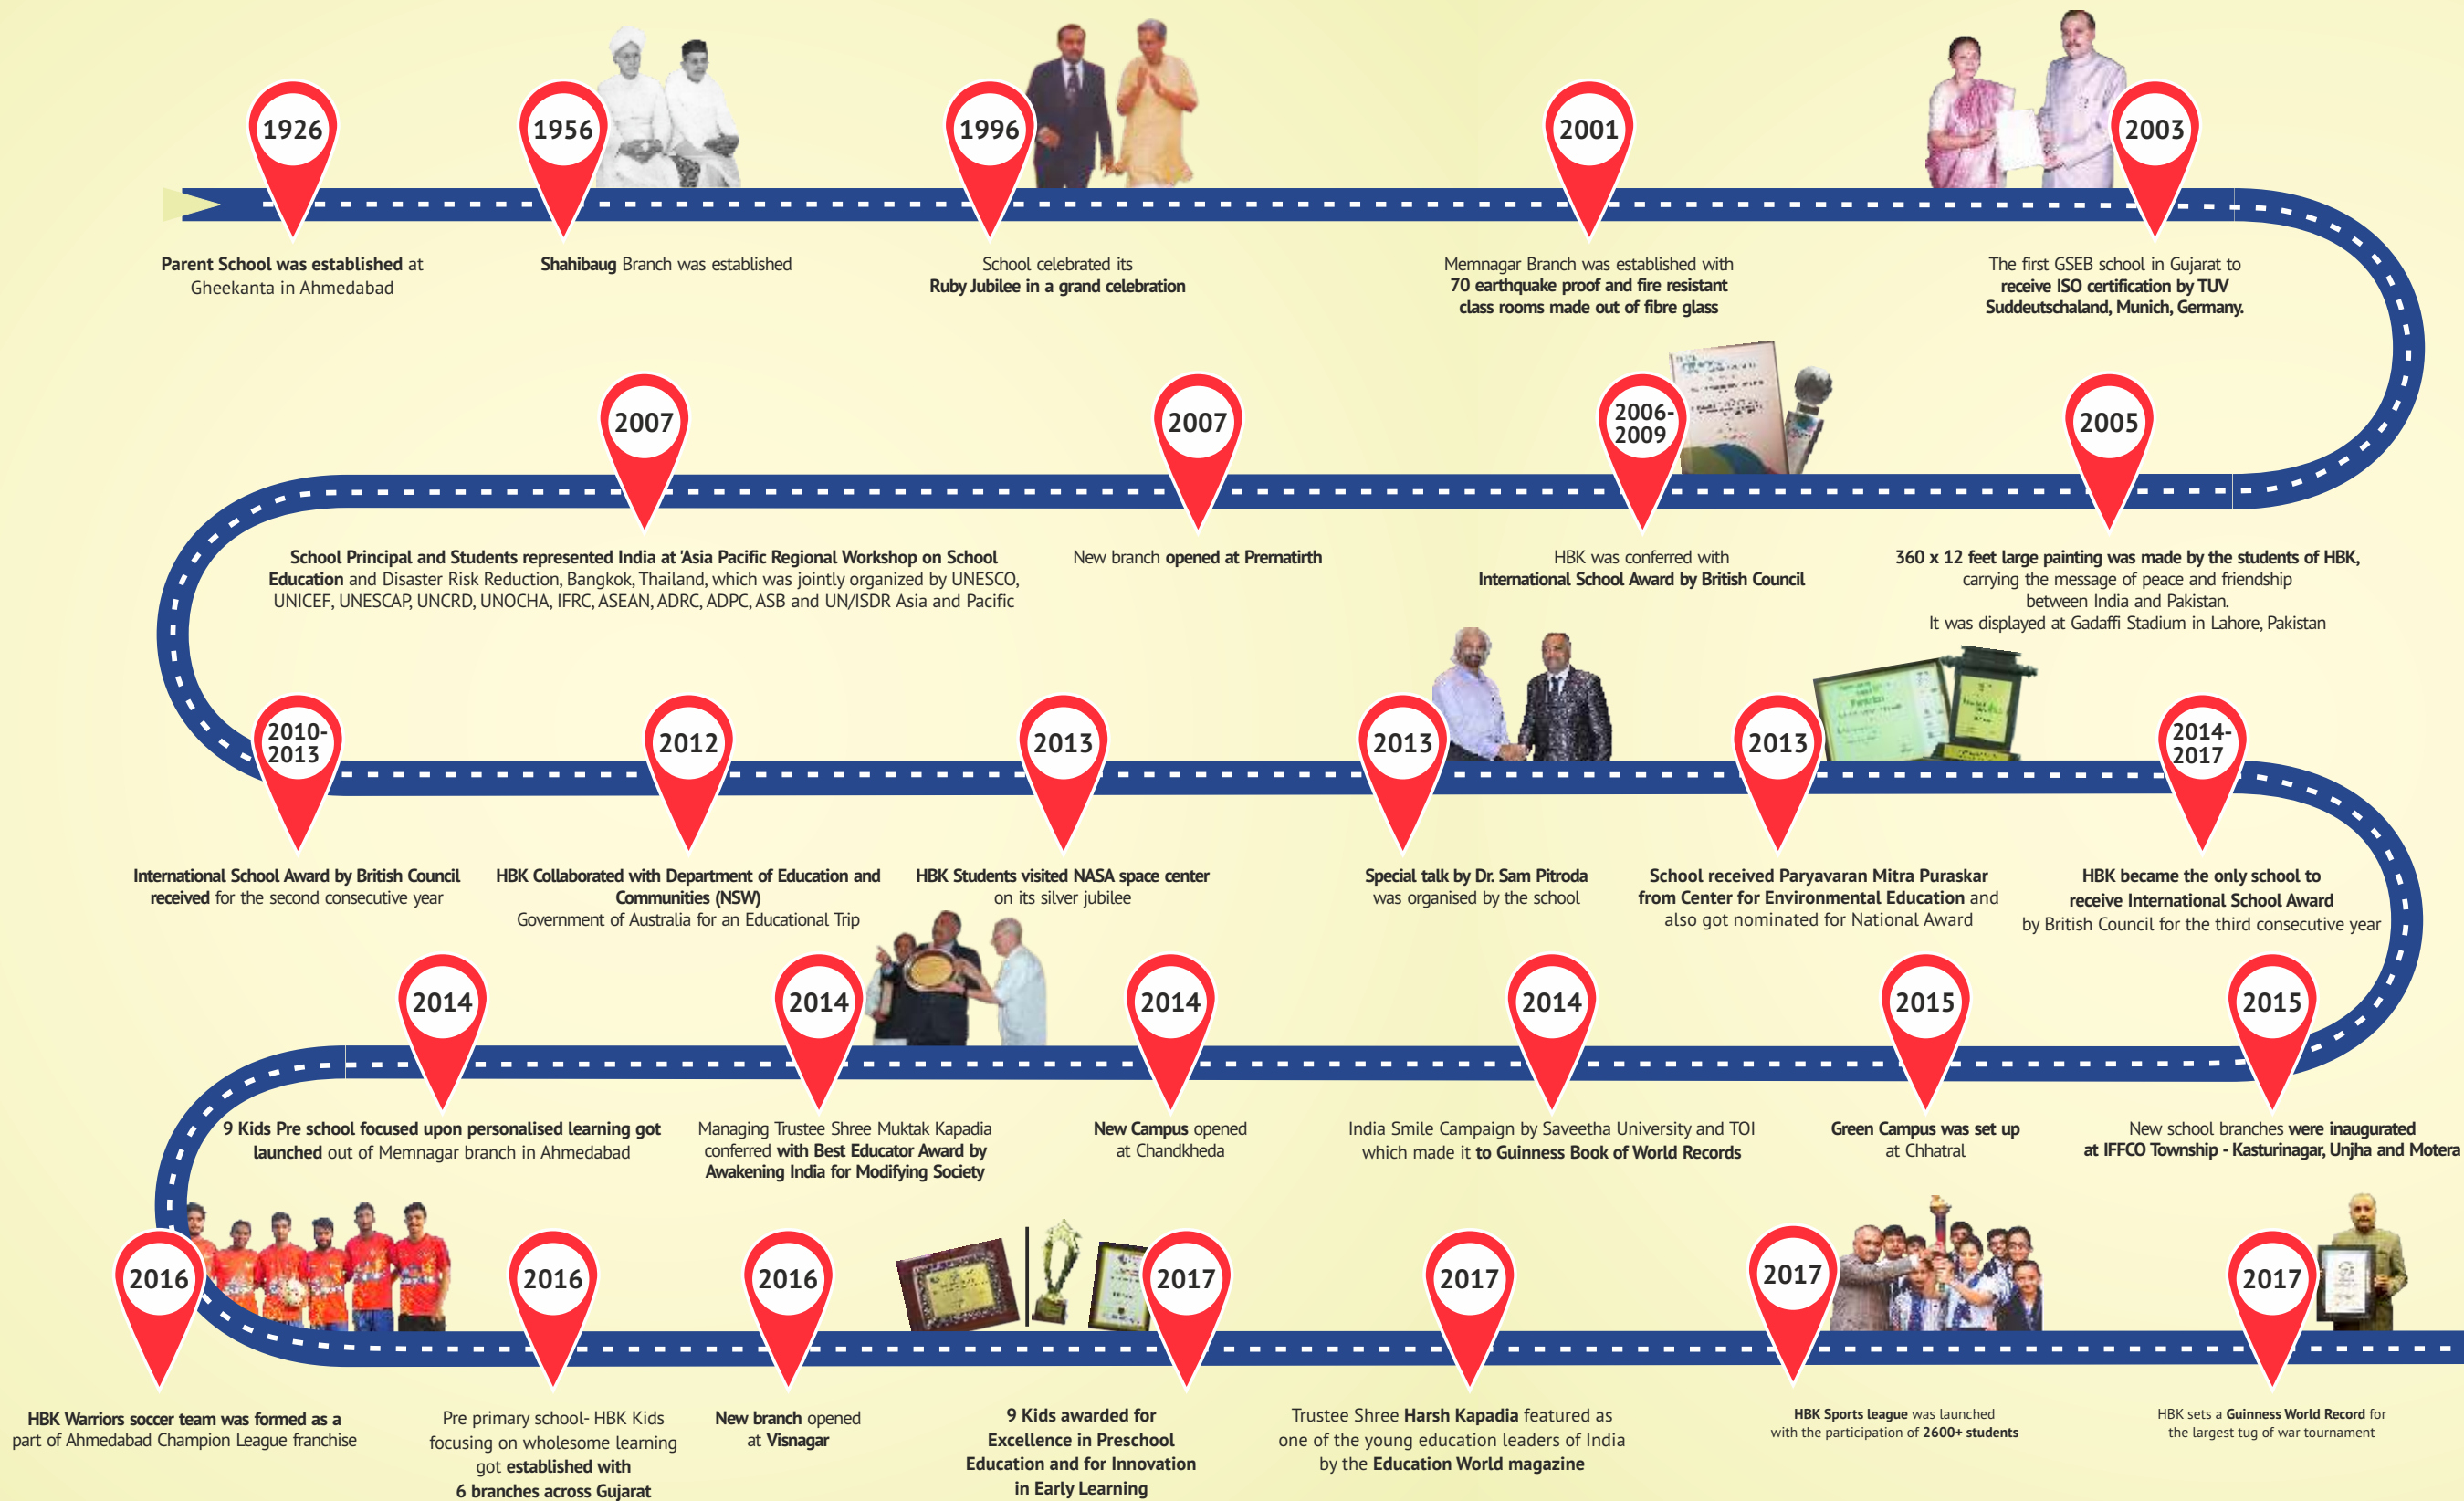 1926
Parent School was established at
Gheekanta in Ahmedabad
1956
Shahibaug Branch was established
1996
School celebrated its
Ruby Jubilee in a grand celebration
2001
Memnagar Branch was established with
70 earthquake proof and fire resistant
class rooms made out of fibre glass
2003
The first GSEB school in Gujarat to
receive ISO certification by TUV
Suddeutschaland, Munich, Germany.
2007
School Principal and Students represented India at 'Asia Pacific Regional Workshop on School
Education and Disaster Risk Reduction, Bangkok, Thailand, which was jointly organized by UNESCO,
UNICEF, UNESCAP, UNCRD, UNOCHA, IFRC, ASEAN, ADRC, ADPC, ASB and UN/ISDR Asia and Pacific
2007
New branch opened at Prernatirth
2006-
2009
HBK was conferred with
International School Award by British Council
2005
360 x 12 feet large painting was made by the students of HBK,
carrying the message of peace and friendship
between India and Pakistan.
It was displayed at Gadaffi Stadium in Lahore, Pakistan
2010-
2013
International School Award by British Council
received for the second consecutive year
2012
HBK Collaborated with Department of Education and
Communities (NSW)
Government of Australia for an Educational Trip
2013
HBK Students visited NASA space center
on its silver jubilee
2013
Special talk by Dr. Sam Pitroda
was organised by the school
2013
School received Paryavaran Mitra Puraskar
from Center for Environmental Education and
also got nominated for National Award
2014-
2017
HBK became the only school to
receive International School Award
by British Council for the third consecutive year
2014
9 Kids Pre school focused upon personalised learning got
launched out of Memnagar branch in Ahmedabad
2014
Managing Trustee Shree Muktak Kapadia
conferred with Best Educator Award by
Awakening India for Modifying Society
2014
New Campus opened
at Chandkheda
2014
India Smile Campaign by Saveetha University and TOI
which made it to Guinness Book of World Records
2015
Green Campus was set up
at Chhatral
2015
New school branches were inaugurated
at IFFCO Township - Kasturinagar, Unjha and Motera
2016
HBK Warriors soccer team was formed as a
part of Ahmedabad Champion League franchise
2016
Pre primary school- HBK Kids
focusing on wholesome learning
got established with
6 branches across Gujarat
2016
New branch opened
at Visnagar
2017
9 Kids awarded for
Excellence in Preschool
Education and for Innovation
in Early Learning
2017
Trustee Shree Harsh Kapadia featured as
one of the young education leaders of India
by the Education World magazine
2017
HBK Sports league was launched
with the participation of 2600+ students
2017
HBK sets a Guinness World Record for
the largest tug of war tournament